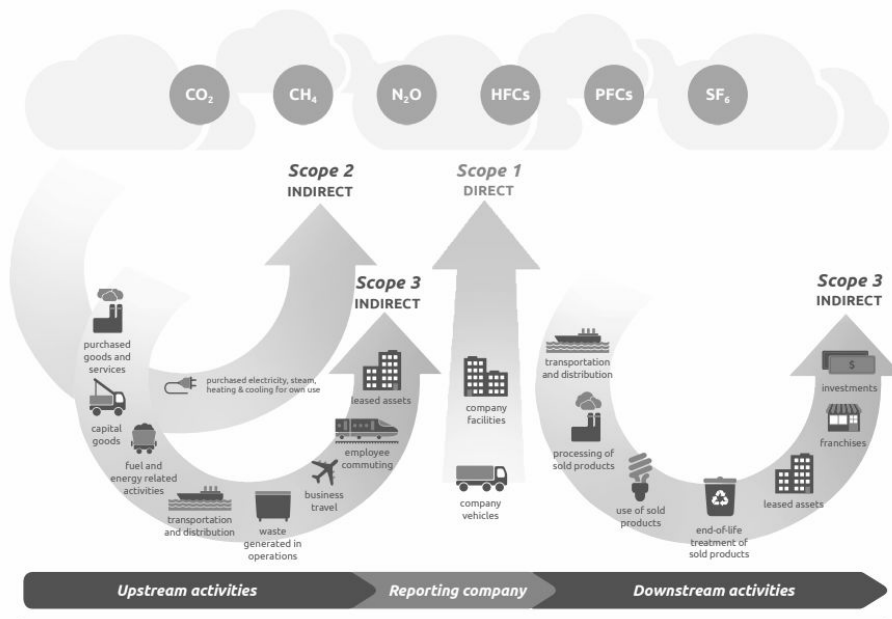 CO₂
CH₄
N₂O
HFCs
PFCs
SF₆
Scope 2
INDIRECT
Scope 1
DIRECT
Scope 3
INDIRECT
Scope 3
INDIRECT
purchased
goods and
services
capital
goods
fuel and
energy related
activities
purchased electricity, steam,
heating & cooling for own use
transportation
and distribution
waste
generated in
operations
business
travel
employee
commuting
leased assets
company
facilities
company
vehicles
transportation
and distribution
processing of
sold products
use of sold
products
end-of-life
treatment of
sold products
leased assets
franchises
investments
$
Upstream activities
Reporting company
Downstream activities